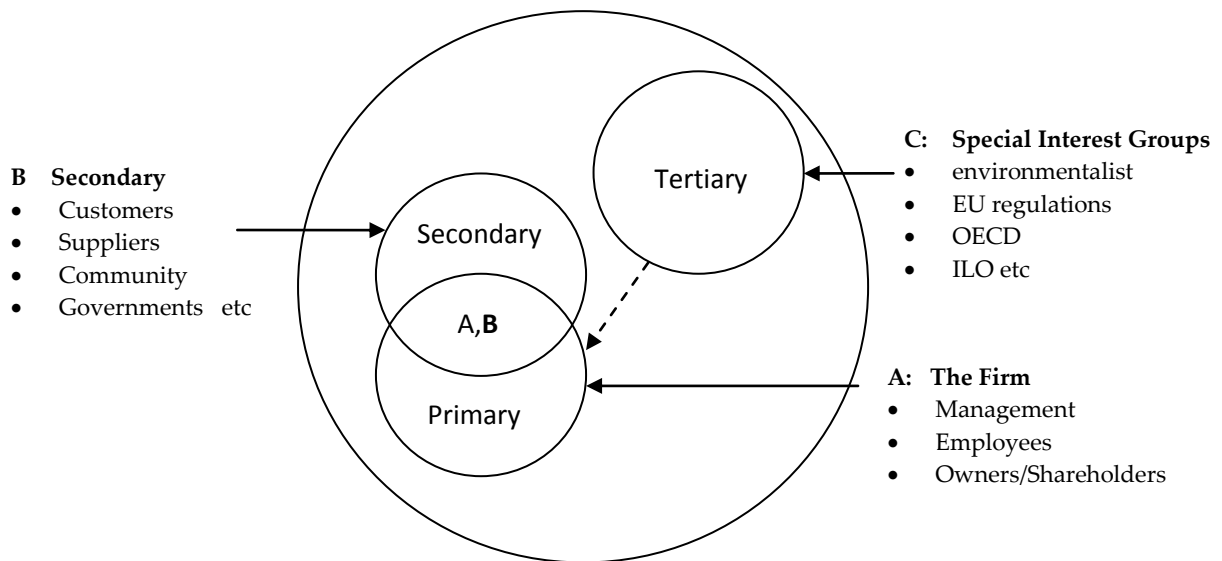 B Secondary
• Customers
• Suppliers
• Community
• Governments etc
Tertiary
Secondary
A,B
Primary
C: Special Interest Groups
• environmentalist
• EU regulations
• OECD
• ILO etc
A: The Firm
• Management
• Employees
• Owners/Shareholders